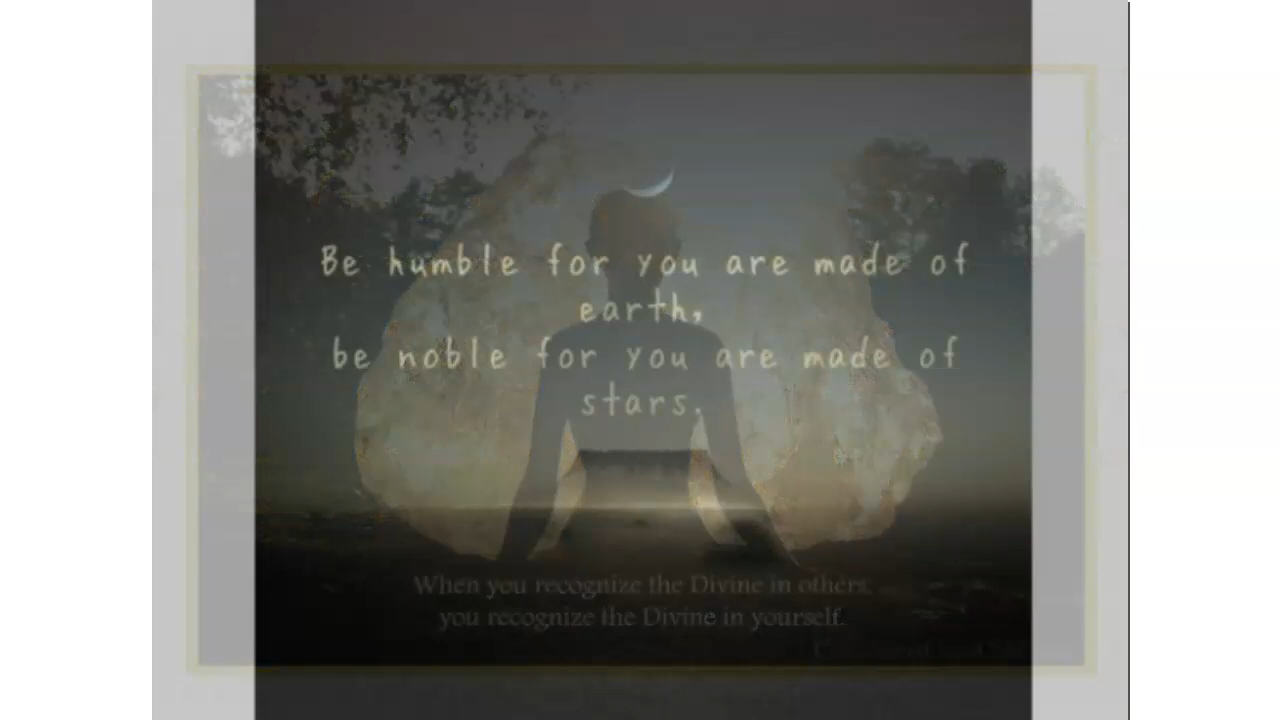 Be humble for you are made of
earth,
be noble for you are made of
stars.
When you recognize the Divine in others,
you recognize the Divine in yourself.